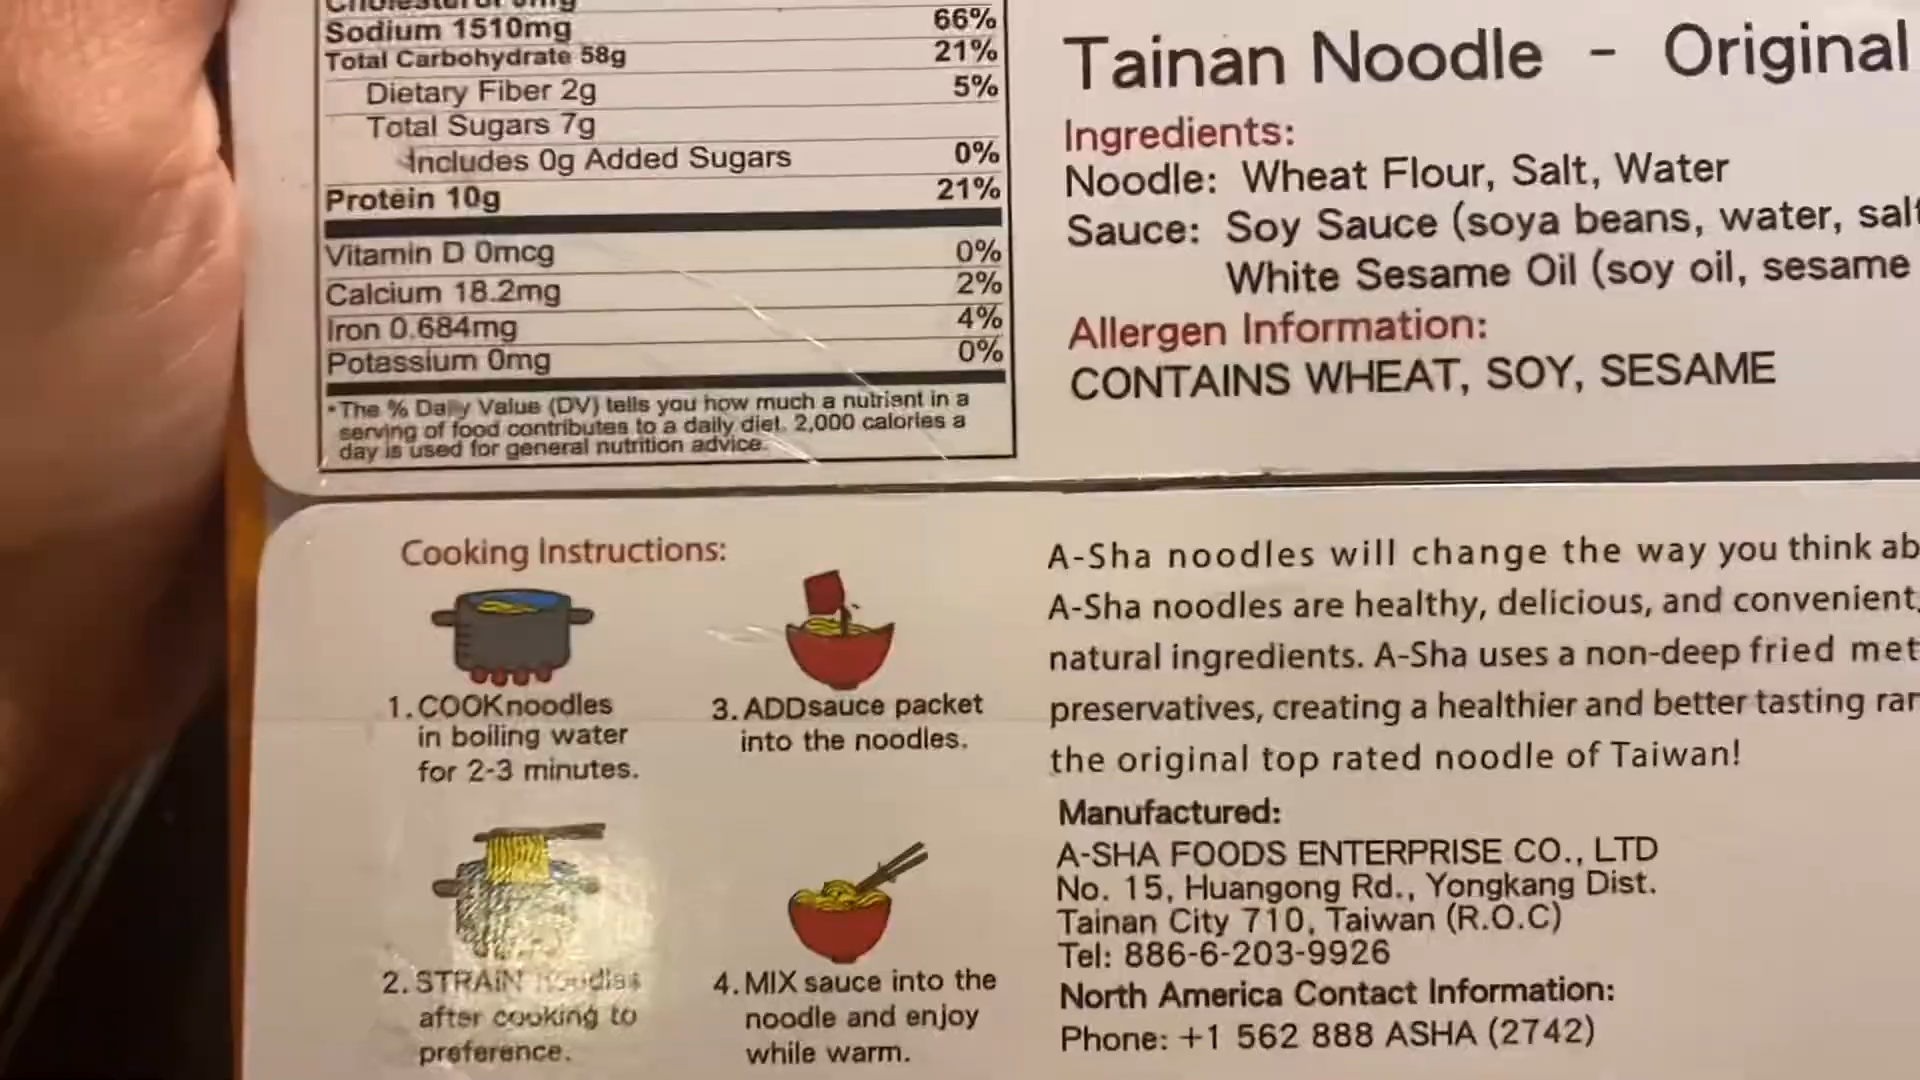 Sodium 1510mg 66%
Total Carbohydrate 58g 21%
Dietary Fiber 2g 5%
Total Sugars 7g
Includes 0g Added Sugars 0%
Protein 10g 21%
Vitamin D 0mcg 0%
Calcium 18.2mg 2%
Iron 0.684mg 4%
Potassium 0mg 0%
*The % Daily Value (DV) tells you how much a nutrient in a
serving of food contributes to a daily diet. 2,000 calories a
day is used for general nutrition advice.
Tainan Noodle - Original
Ingredients:
Noodle: Wheat Flour, Salt, Water
Sauce: Soy Sauce (soya beans, water, salt
White Sesame Oil (soy oil, sesame
Allergen Information:
CONTAINS WHEAT, SOY, SESAME
Cooking Instructions:
1. COOK noodles
in boiling water
for 2-3 minutes.
2. STRAIN noodles
after cooking to
preference.
3. ADD sauce packet
into the noodles.
4. MIX sauce into the
noodle and enjoy
while warm.
A-Sha noodles will change the way you think ab
A-Sha noodles are healthy, delicious, and convenient,
natural ingredients. A-Sha uses a non-deep fried met
preservatives, creating a healthier and better tasting
the original top rated noodle of Taiwan!
Manufactured:
A-SHA FOODS ENTERPRISE CO., LTD
No. 15, Huangong Rd., Yongkang Dist.
Tainan City 710, Taiwan (R.O.C)
Tel: 886-6-203-9926
North America Contact Information:
Phone: +1 562 888 ASHA (2742)